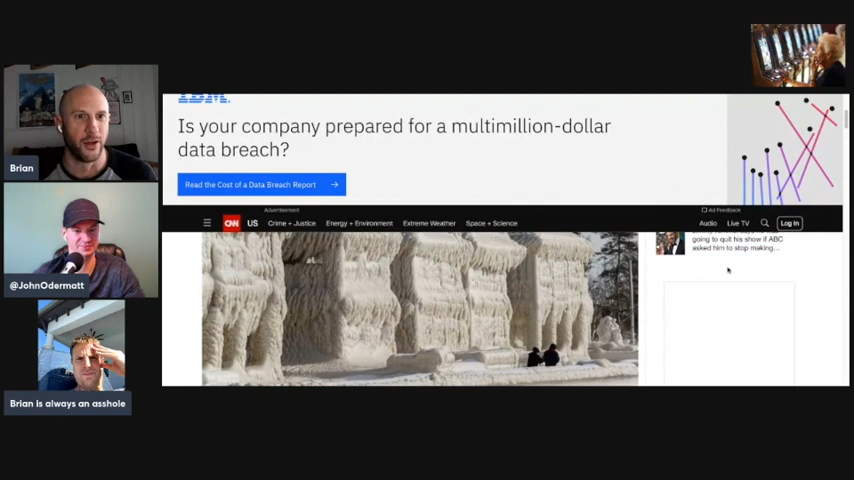 IBM.
Is your company prepared for a multimillion-dollar
data breach?
Read the Cost of a Data Breach Report →
Advertisement
Ad Feedback
CNN US Crime + Justice Energy + Environment Extreme Weather Space + Science
Audio Live TV Log In
going to quit his show if ABC
asked him to stop making...
Brian
@JohnOdermatt
Brian is always an asshole